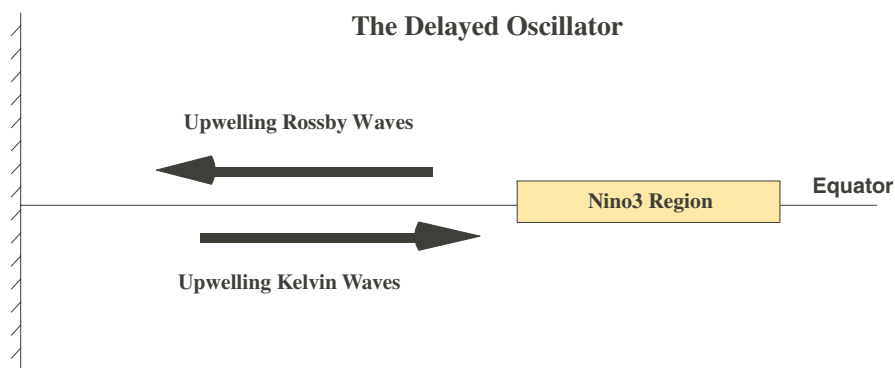 The Delayed Oscillator
Upwelling Rossby Waves
Equator
Nino3 Region
Upwelling Kelvin Waves